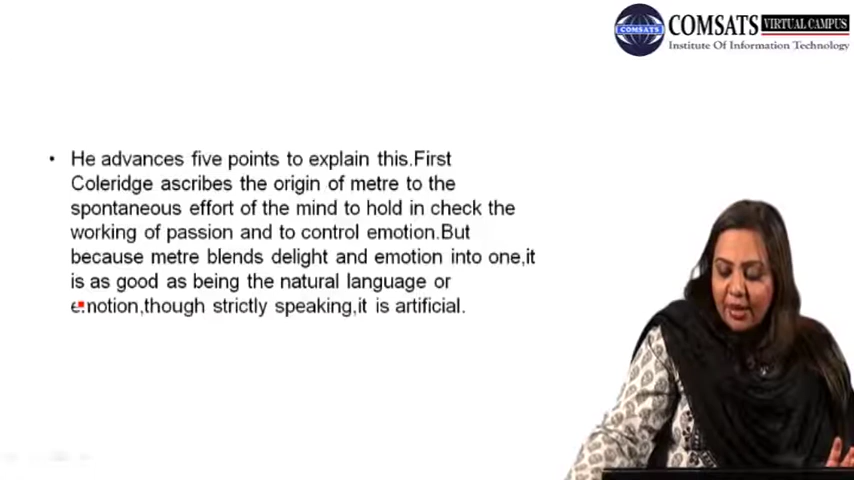 COMSATS VIRTUAL CAMPUS
COMSATS
Institute Of Information Technology
• He advances five points to explain this.First
Coleridge ascribes the origin of metre to the
spontaneous effort of the mind to hold in check the
working of passion and to control emotion.But
because metre blends delight and emotion into one,it
is as good as being the natural language or
emotion,though strictly speaking,it is artificial.